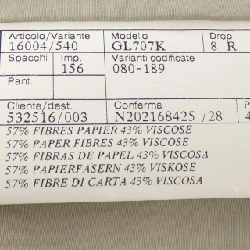 Articolo/Variante Modello Drop
16004/540 GL707K 8 R
Spacchi Imp. Varianti codificate
156 080-189
Pant.
Cliente/dest. Conferma P
532516/003 N202168425 /28 4
57% FIBRES PAPIER 43% VISCOSE
57% PAPER FIBRES 43% VISCOSE
57% FIBRAS DE PAPEL 43% VISCOSA
57% PAPIERFASERN 43% VISKOSE
57% FIBRE DI CARTA 43% VISCOSA